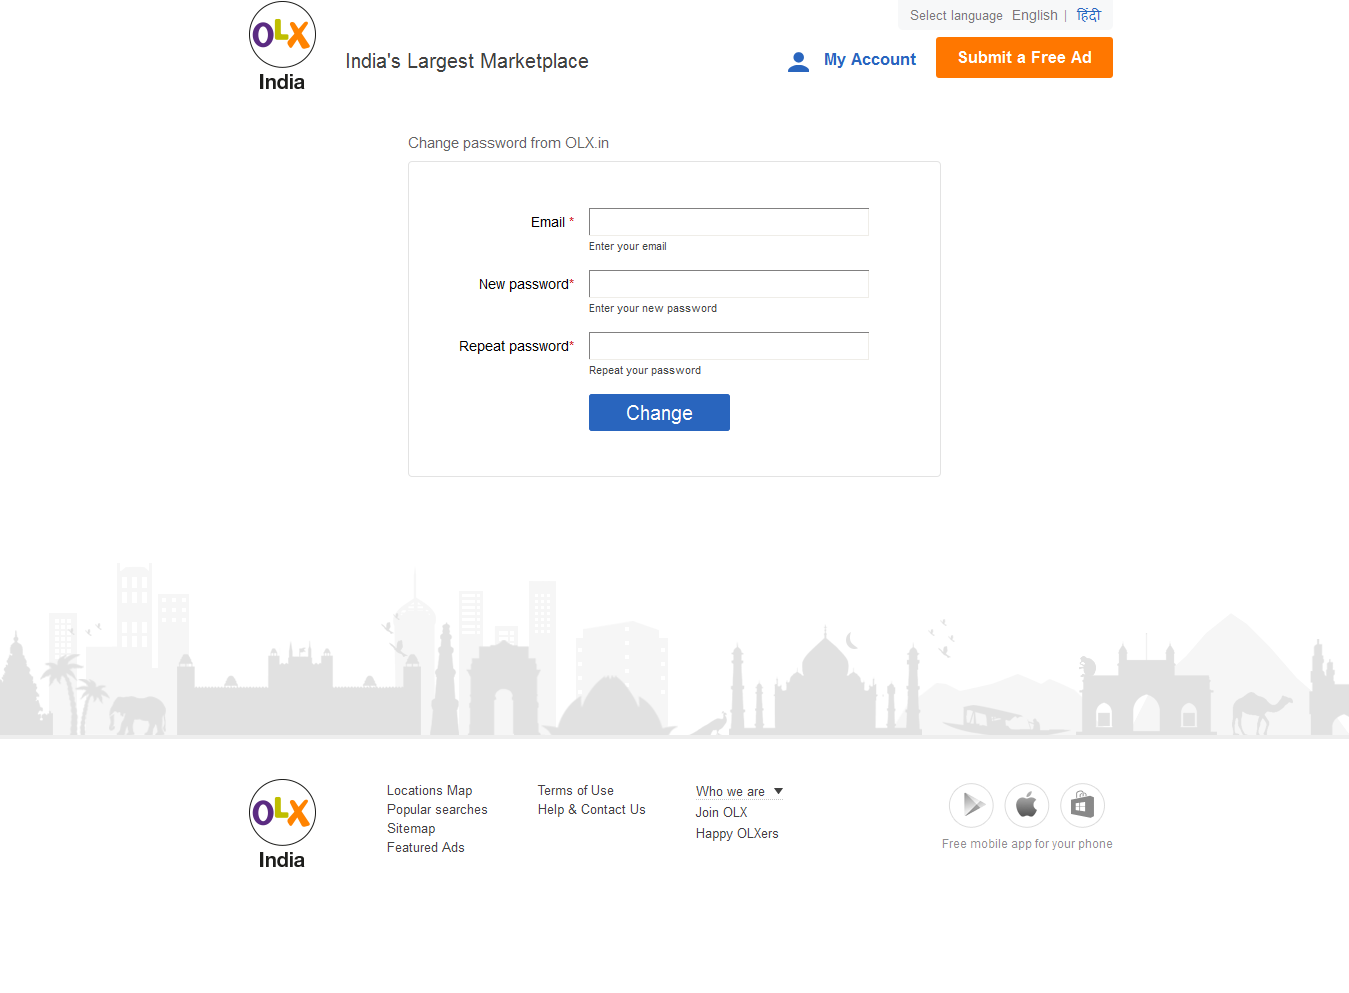 OLX
India
India's Largest Marketplace
Select language English | हिंदी
My Account
Submit a Free Ad
Change password from OLX.in
Email *
Enter your email
New password*
Enter your new password
Repeat password*
Repeat your password
Change
OLX
India
Locations Map
Popular searches
Sitemap
Featured Ads
Terms of Use
Help & Contact Us
Who we are
Join OLX
Happy OLXers
Free mobile app for your phone